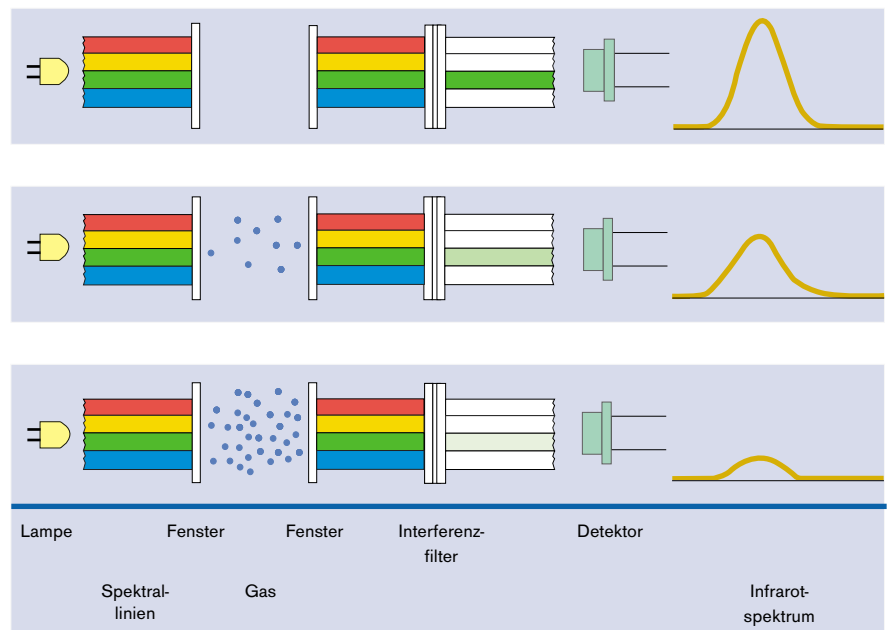 Lampe
Fenster
Fenster
Interferenz-
filter
Detektor
Spektral-
linien
Gas
Infrarot-
spektrum